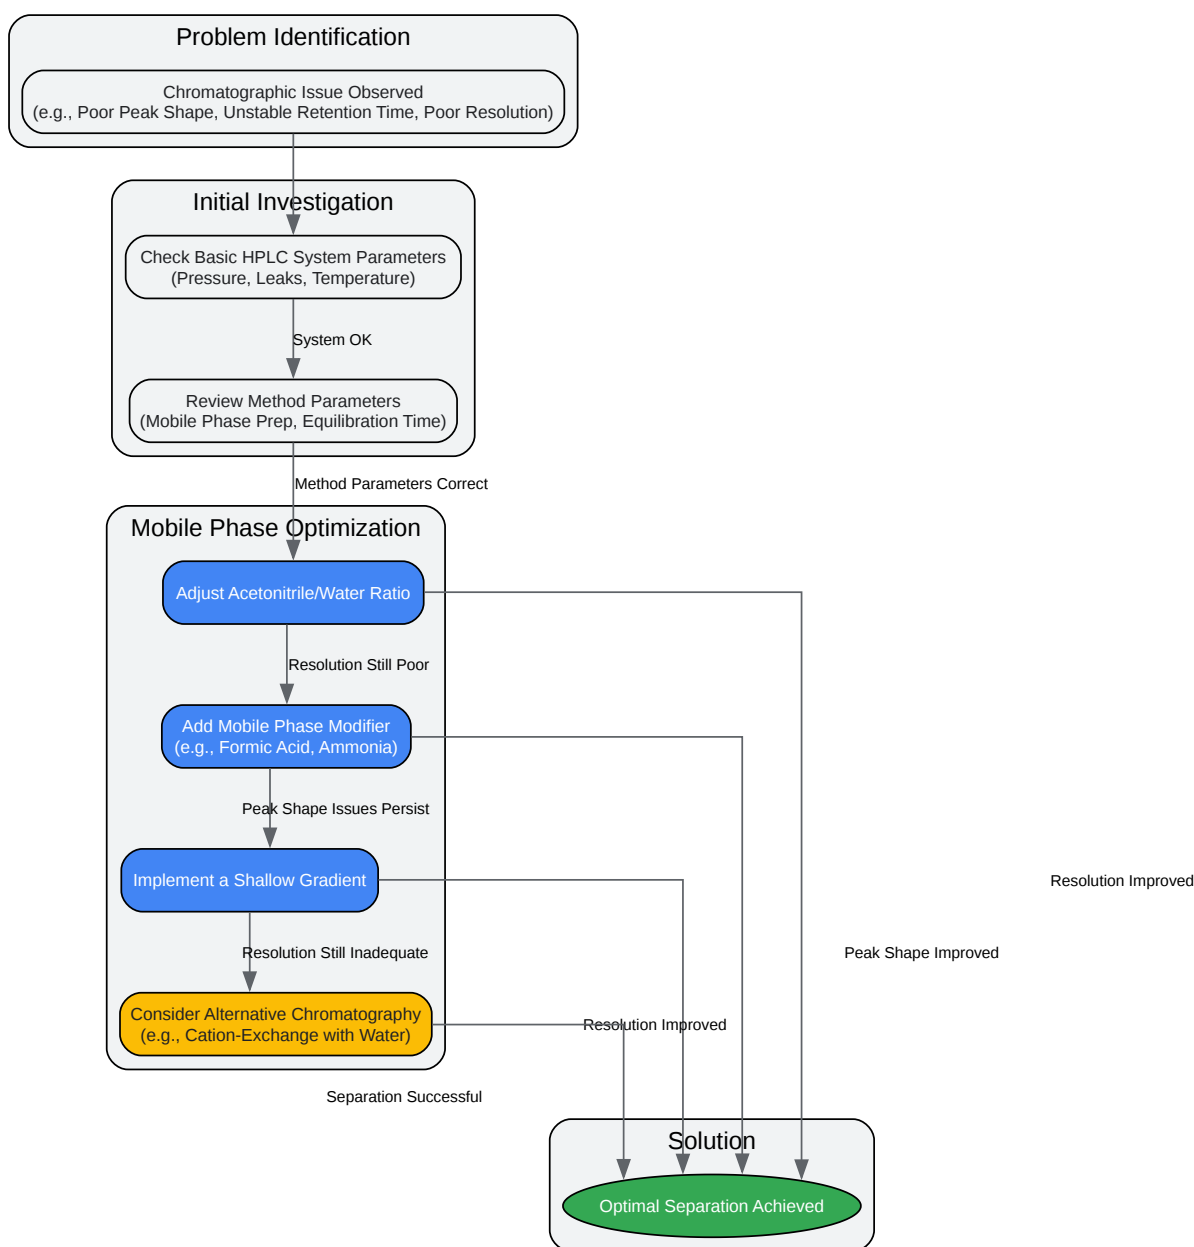 Problem Identification
Chromatographic Issue Observed
(e.g., Poor Peak Shape, Unstable Retention Time, Poor Resolution)
Initial Investigation
Check Basic HPLC System Parameters
(Pressure, Leaks, Temperature)
System OK
Review Method Parameters
(Mobile Phase Prep, Equilibration Time)
Method Parameters Correct
Mobile Phase Optimization
Adjust Acetonitrile/Water Ratio
Resolution Still Poor
Add Mobile Phase Modifier
(e.g., Formic Acid, Ammonia)
Peak Shape Issues Persist
Implement a Shallow Gradient
Resolution Improved
Resolution Still Inadequate
Peak Shape Improved
Consider Alternative Chromatography
(e.g., Cation-Exchange with Water)
Resolution Improved
Separation Successful
Solution
Optimal Separation Achieved